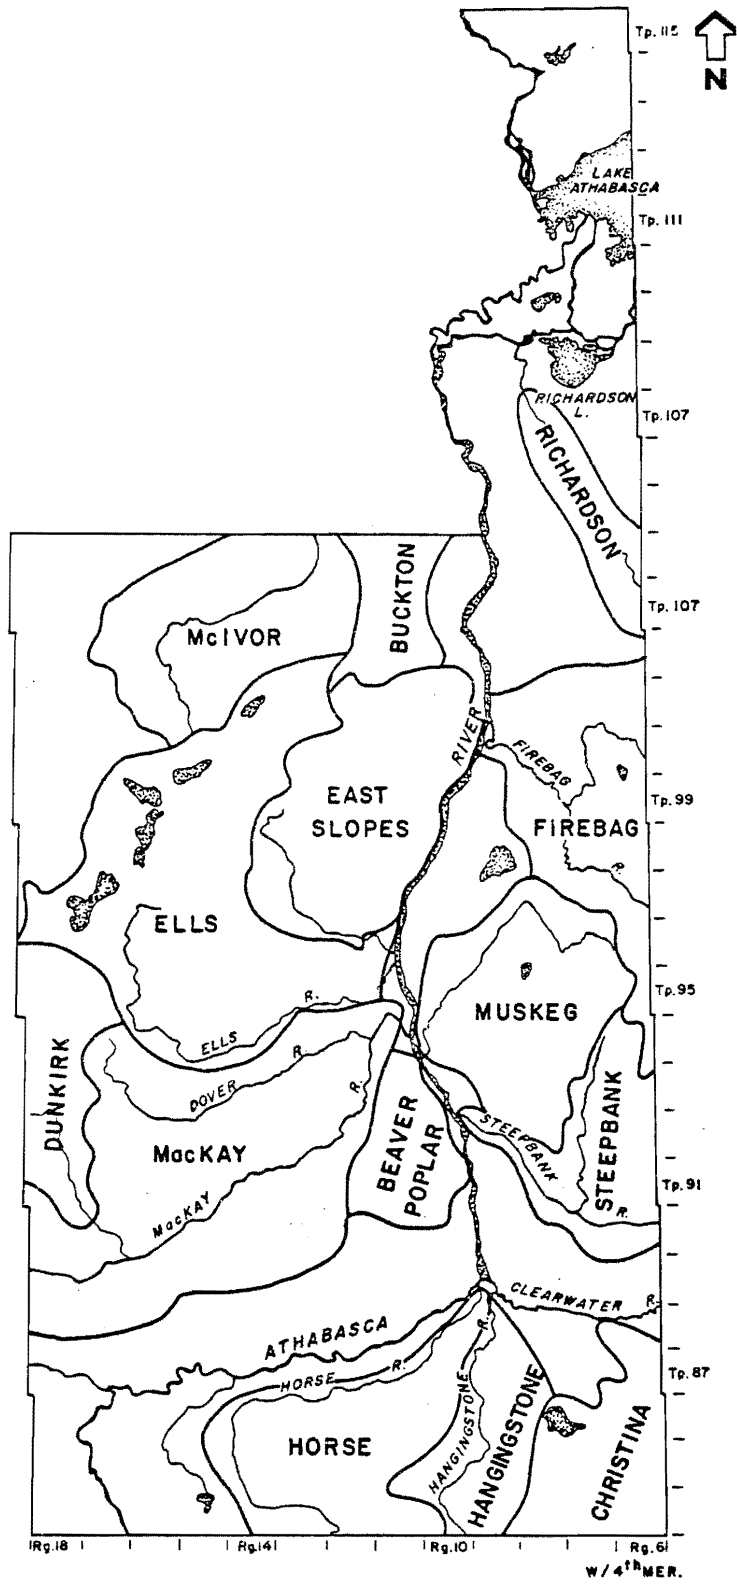 Tp. 115
N
LAKE
ATHABASCA
Tp. 111
RICHARDSON
L.
Tp. 107
RICHARDSON
BUCKTON
Tp. 107
McIVOR
RIVER
FIREBAG
EAST
SLOPES
Tp. 99
FIREBAG
R.
ELLS
Tp. 95
R.
MUSKEG
ELLS
DUNKIRK
R
DOVER
R.
STEEPBANK
STEEPBANK
BEAVER
POPLAR
MacKAY
Tp. 91
R.
MacKAY
CLEARWATER
R.
ATHABASCA
R.
HORSE
R.
Tp. 87
HANGINGSTONE
HANGINGSTONE
HORSE
CHRISTINA
Rg. 18
Rg. 14
Rg. 10
Rg. 6
W/4th MER.